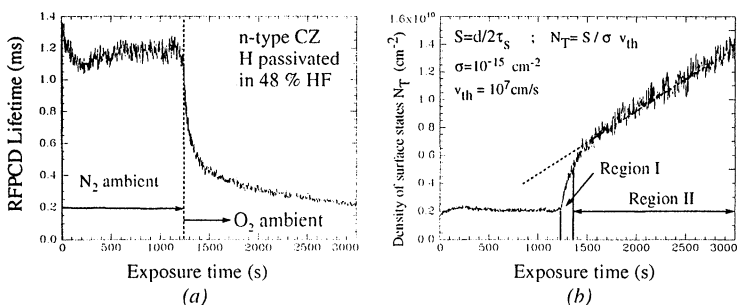 1.4
1.2
1.0
0.8
0.6
0.4
0.2
0.0
RFPCD Lifetime (ms)
n-type CZ
H passivated
in 48 % HF
N2 ambient
O2 ambient
0 500 1000 1500 2000 2500 3000
Exposure time (s)
(a)
1.6x10¹⁰
1.4
1.2
1.0
0.8
0.6
0.4
0.2
0.0
Density of surface states NT (cm⁻²)
S=d/2τs ; NT= S / σ vth
σ=10⁻¹⁵ cm⁻²
vth = 10⁷cm/s
Region I
Region II
0 500 1000 1500 2000 2500 3000
Exposure time (s)
(b)